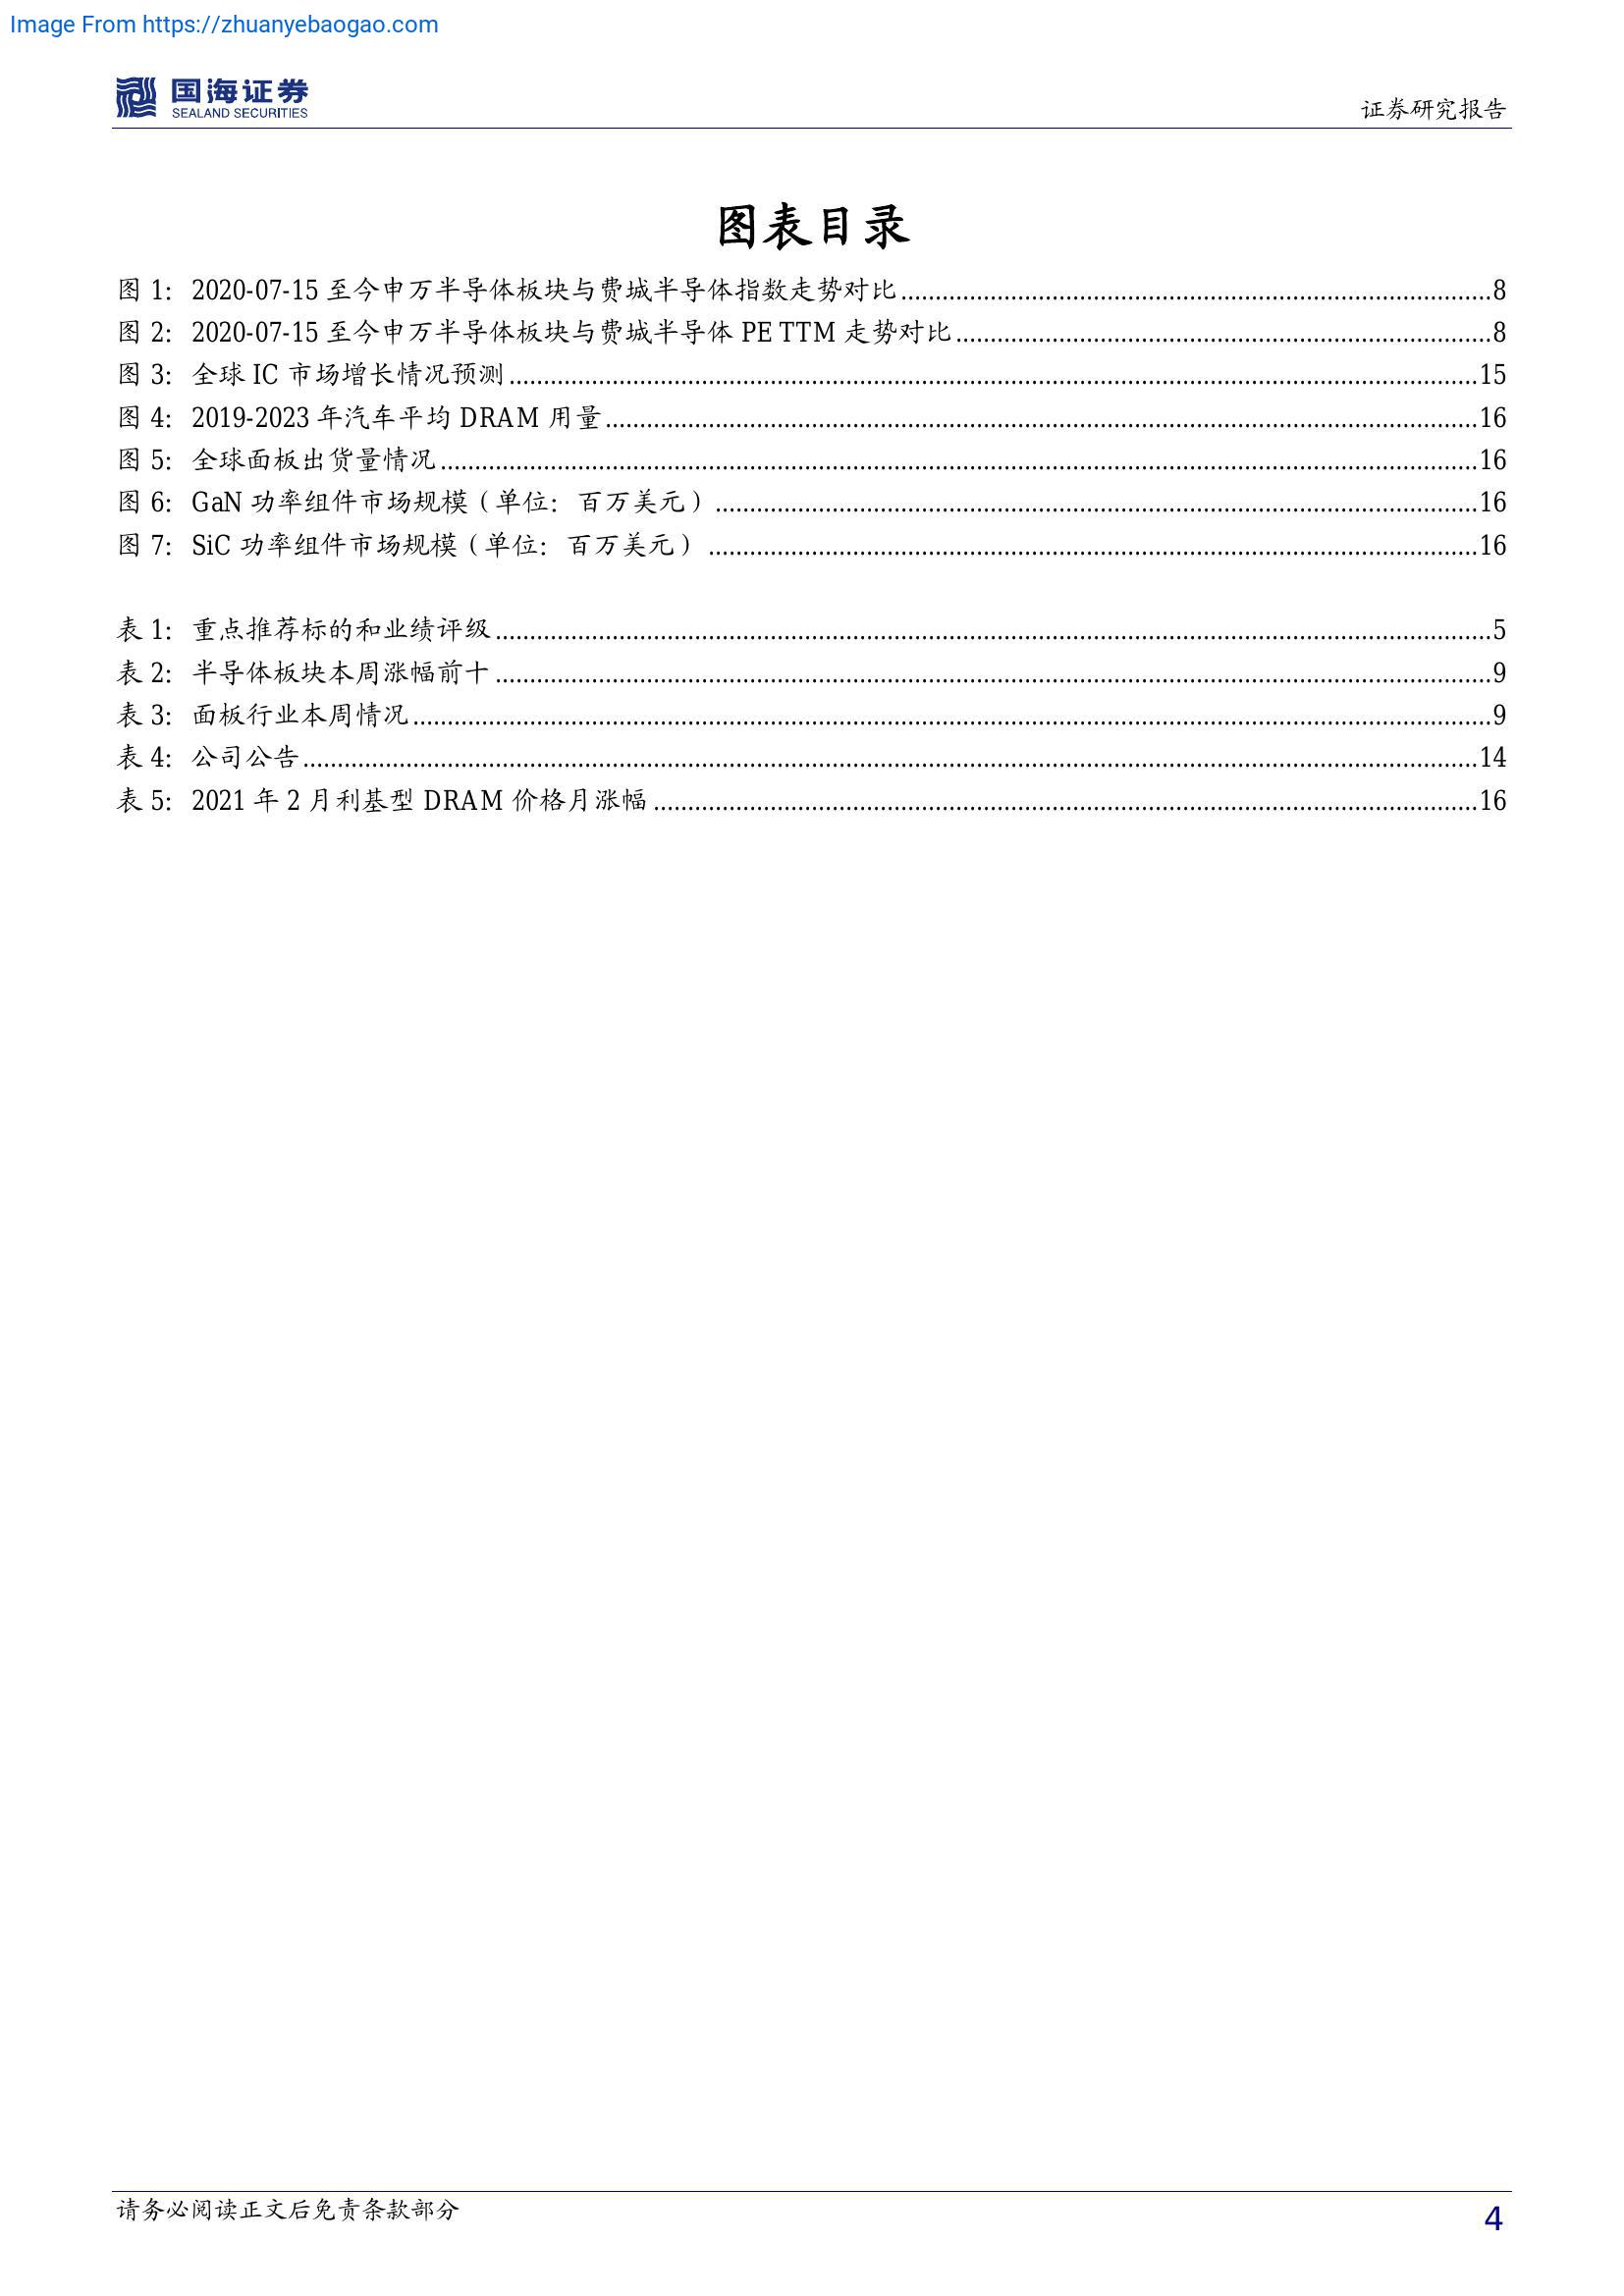 Image From https://zhuanyebaogao.com
国海证券
SEALAND SECURITIES
证券研究报告
图表目录
图 1: 2020-07-15 至今申万半导体板块与费城半导体指数走势对比................8
图 2: 2020-07-15 至今申万半导体板块与费城半导体 PE TTM 走势对比................8
图 3: 全球 IC 市场增长情况预测................15
图 4: 2019-2023 年汽车平均 DRAM 用量................16
图 5: 全球面板出货量情况................16
图 6: GaN 功率组件市场规模（单位：百万美元）................16
图 7: SiC 功率组件市场规模（单位：百万美元）................16
表 1: 重点推荐标的和业绩评级................5
表 2: 半导体板块本周涨幅前十................9
表 3: 面板行业本周情况................9
表 4: 公司公告................14
表 5: 2021 年 2 月利基型 DRAM 价格月涨幅................16
请务必阅读正文后免责条款部分
4